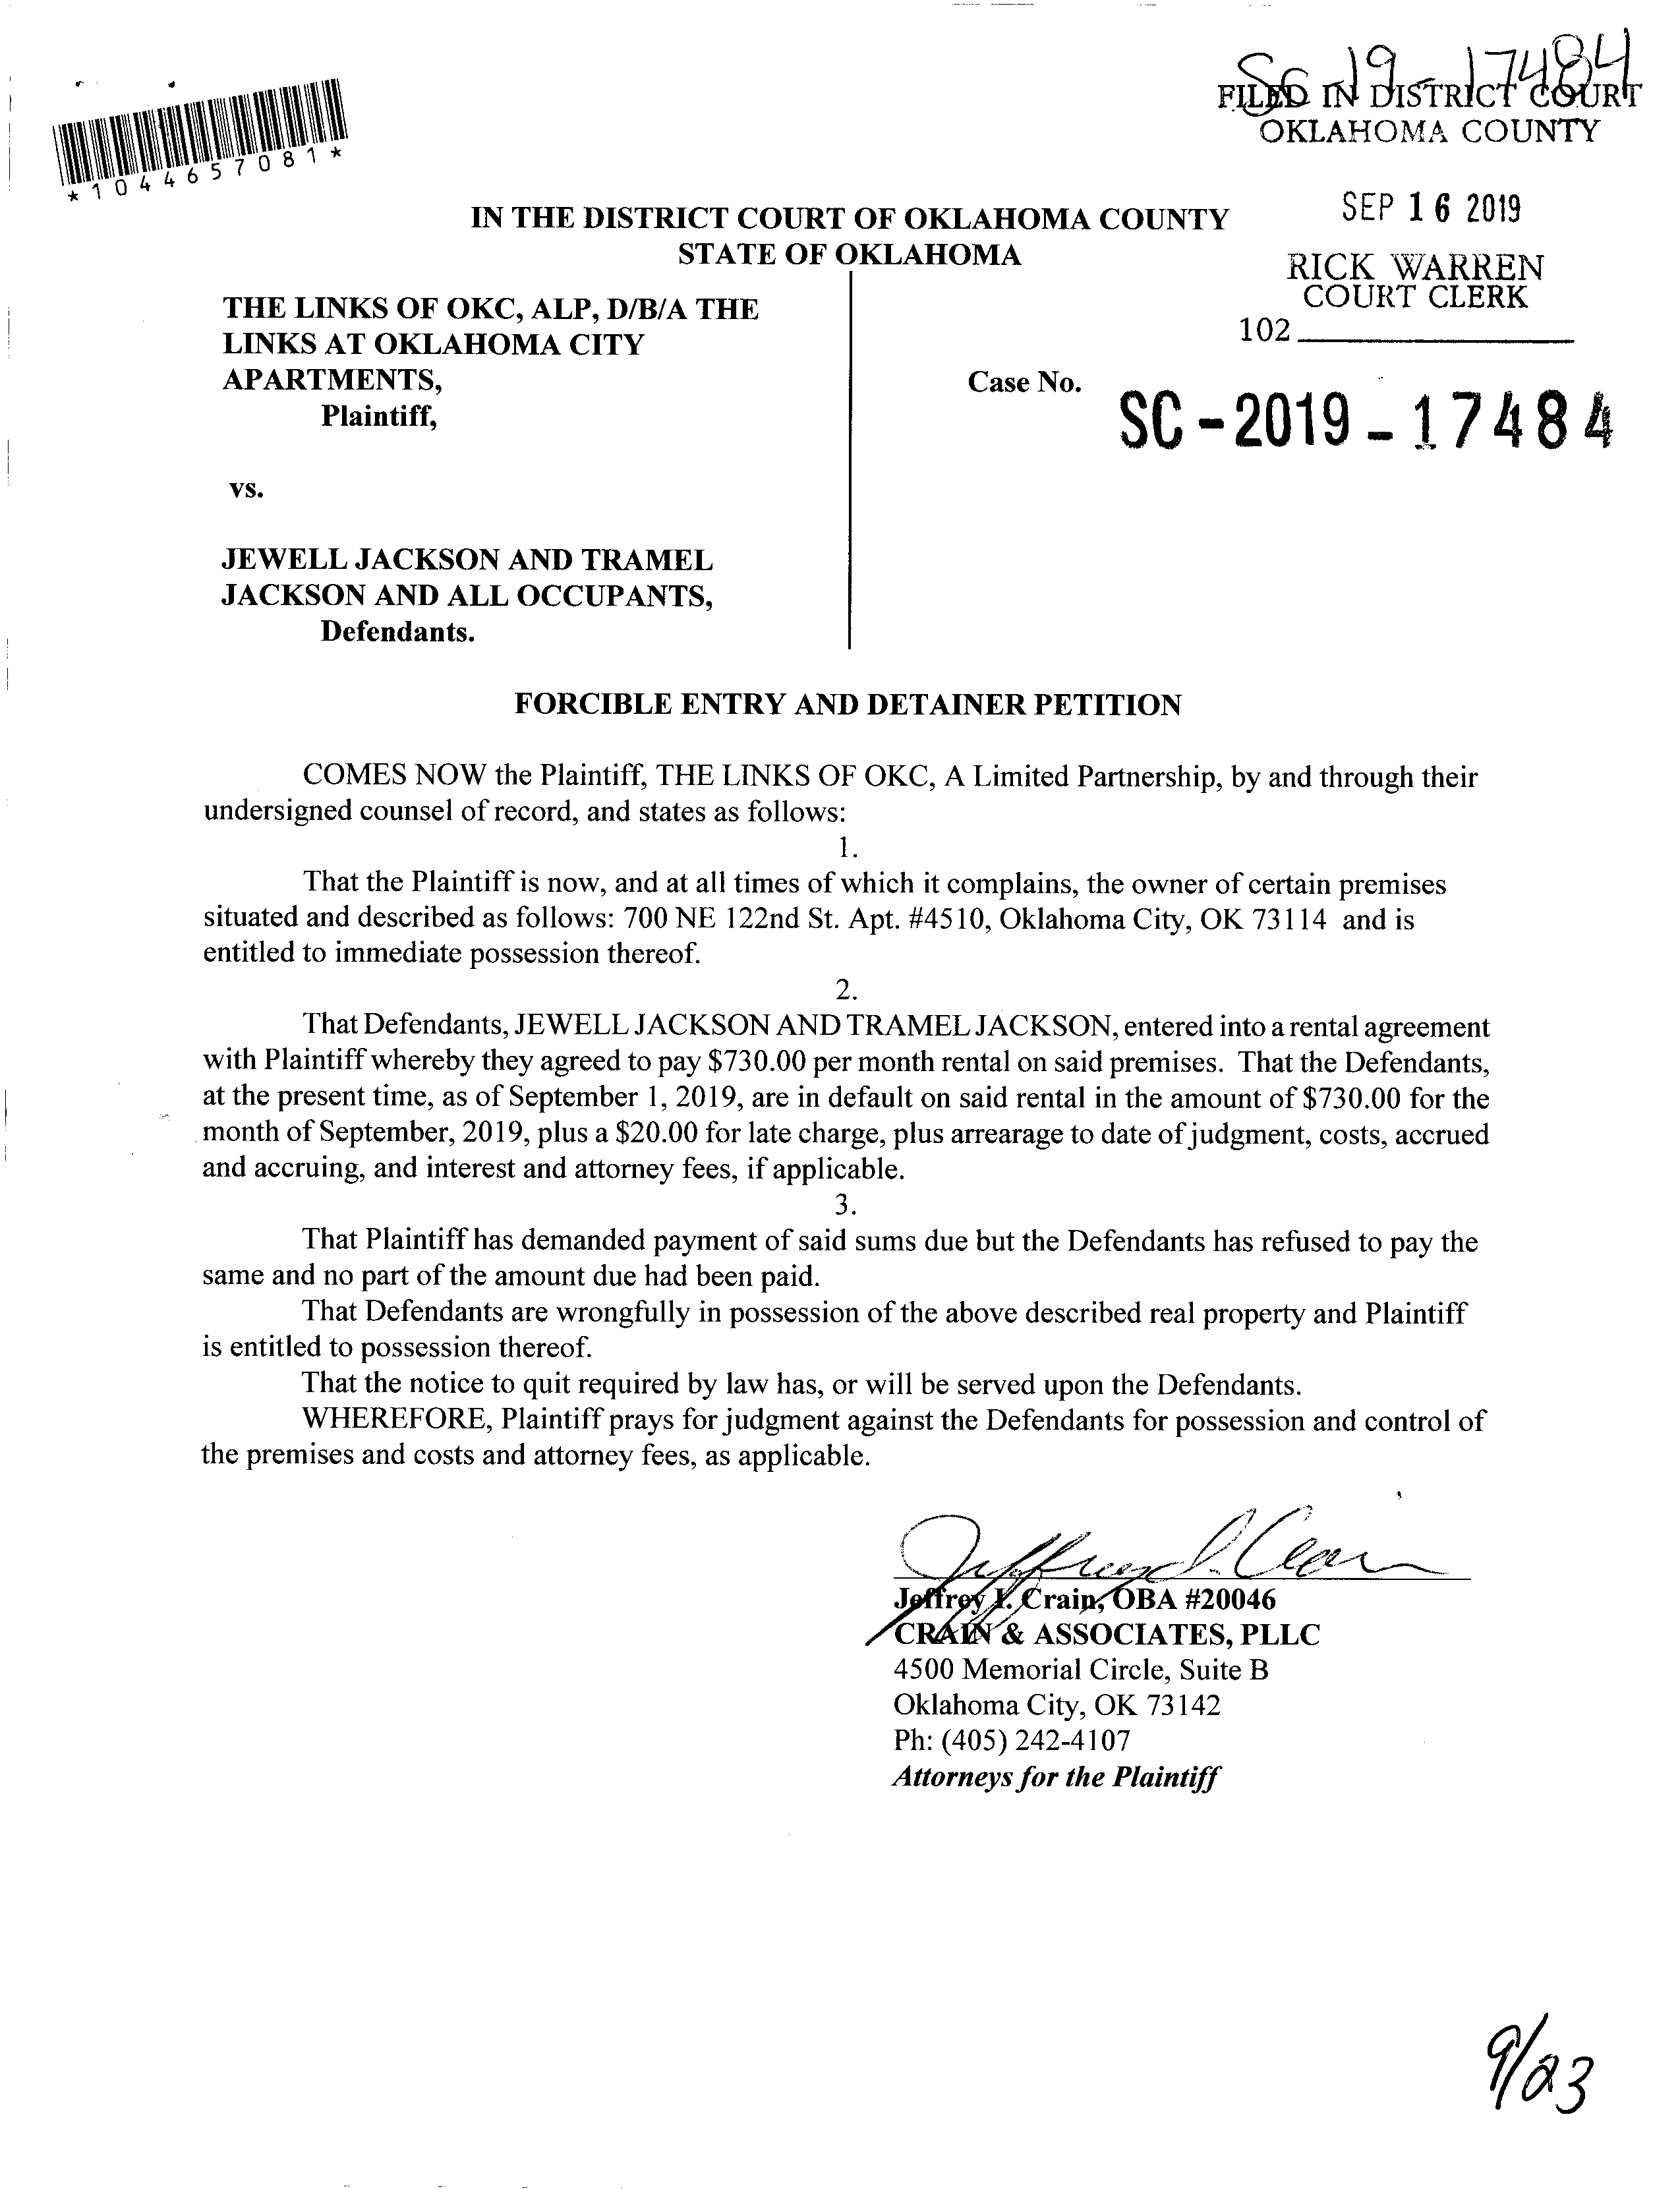 SC-19-17484
FILED IN DISTRICT COURT
OKLAHOMA COUNTY
*1044657081*
SEP 16 2019
IN THE DISTRICT COURT OF OKLAHOMA COUNTY
STATE OF OKLAHOMA
RICK WARREN
COURT CLERK
102
THE LINKS OF OKC, ALP, D/B/A THE
LINKS AT OKLAHOMA CITY
APARTMENTS,
Plaintiff,
Case No.
SC-2019-17484
vs.
JEWELL JACKSON AND TRAMEL
JACKSON AND ALL OCCUPANTS,
Defendants.
FORCIBLE ENTRY AND DETAINER PETITION
COMES NOW the Plaintiff, THE LINKS OF OKC, A Limited Partnership, by and through their
undersigned counsel of record, and states as follows:
1.
That the Plaintiff is now, and at all times of which it complains, the owner of certain premises
situated and described as follows: 700 NE 122nd St. Apt. #4510, Oklahoma City, OK 73114 and is
entitled to immediate possession thereof.
2.
That Defendants, JEWELL JACKSON AND TRAMEL JACKSON, entered into a rental agreement
with Plaintiff whereby they agreed to pay $730.00 per month rental on said premises. That the Defendants,
at the present time, as of September 1, 2019, are in default on said rental in the amount of $730.00 for the
month of September, 2019, plus a $20.00 for late charge, plus arrearage to date of judgment, costs, accrued
and accruing, and interest and attorney fees, if applicable.
3.
That Plaintiff has demanded payment of said sums due but the Defendants has refused to pay the
same and no part of the amount due had been paid.
That Defendants are wrongfully in possession of the above described real property and Plaintiff
is entitled to possession thereof.
That the notice to quit required by law has, or will be served upon the Defendants.
WHEREFORE, Plaintiff prays for judgment against the Defendants for possession and control of
the premises and costs and attorney fees, as applicable.
Jeffrey I. Crain
Jeffrey I. Crain, OBA #20046
CRAIN & ASSOCIATES, PLLC
4500 Memorial Circle, Suite B
Oklahoma City, OK 73142
Ph: (405) 242-4107
Attorneys for the Plaintiff
9/23